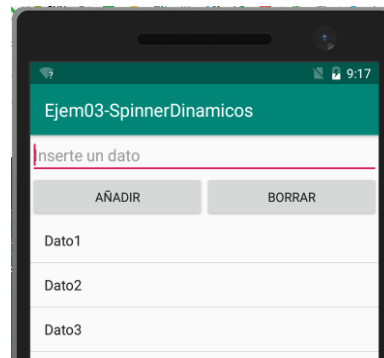 9:17
Ejem03-SpinnerDinamicos
Inserte un dato
AÑADIR BORRAR
Dato1
Dato2
Dato3